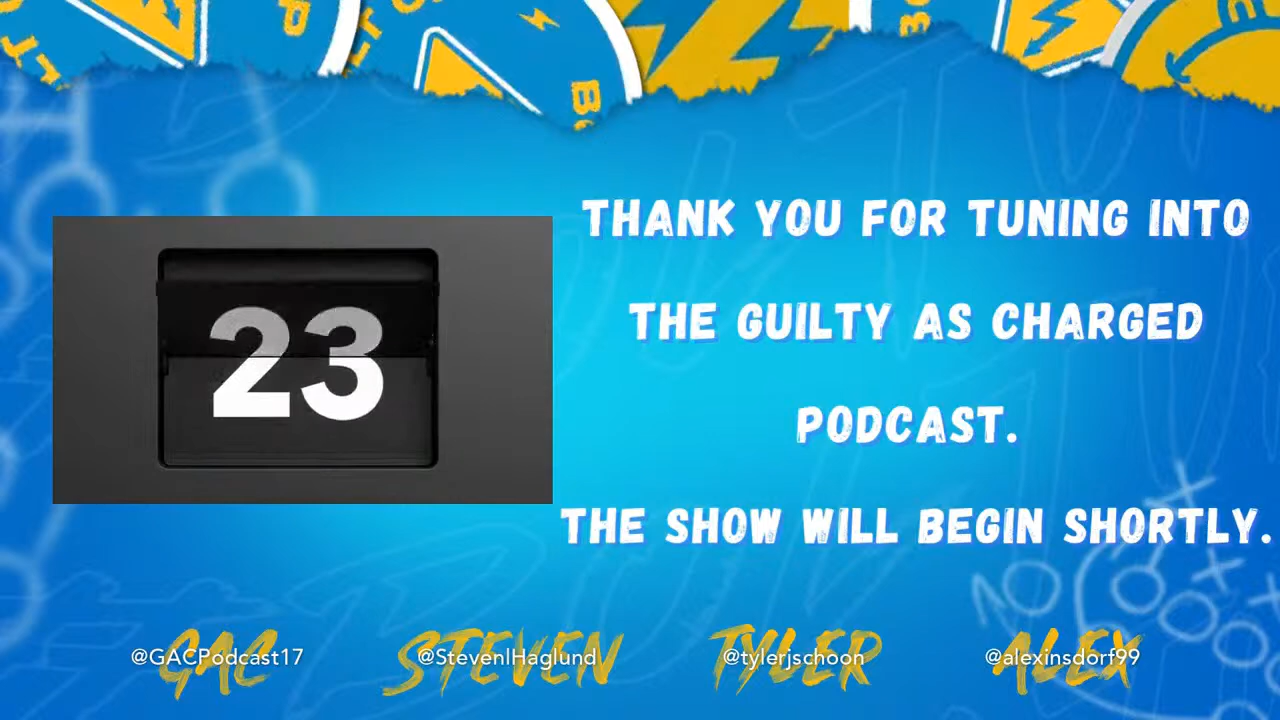 23
THANK YOU FOR TUNING INTO
THE GUILTY AS CHARGED
PODCAST.
THE SHOW WILL BEGIN SHORTLY.
GAC STEVEN TYLER ALEX
@GACPodcast17 @StevenIHaglund @tylerjschoon @alexinsdorf99